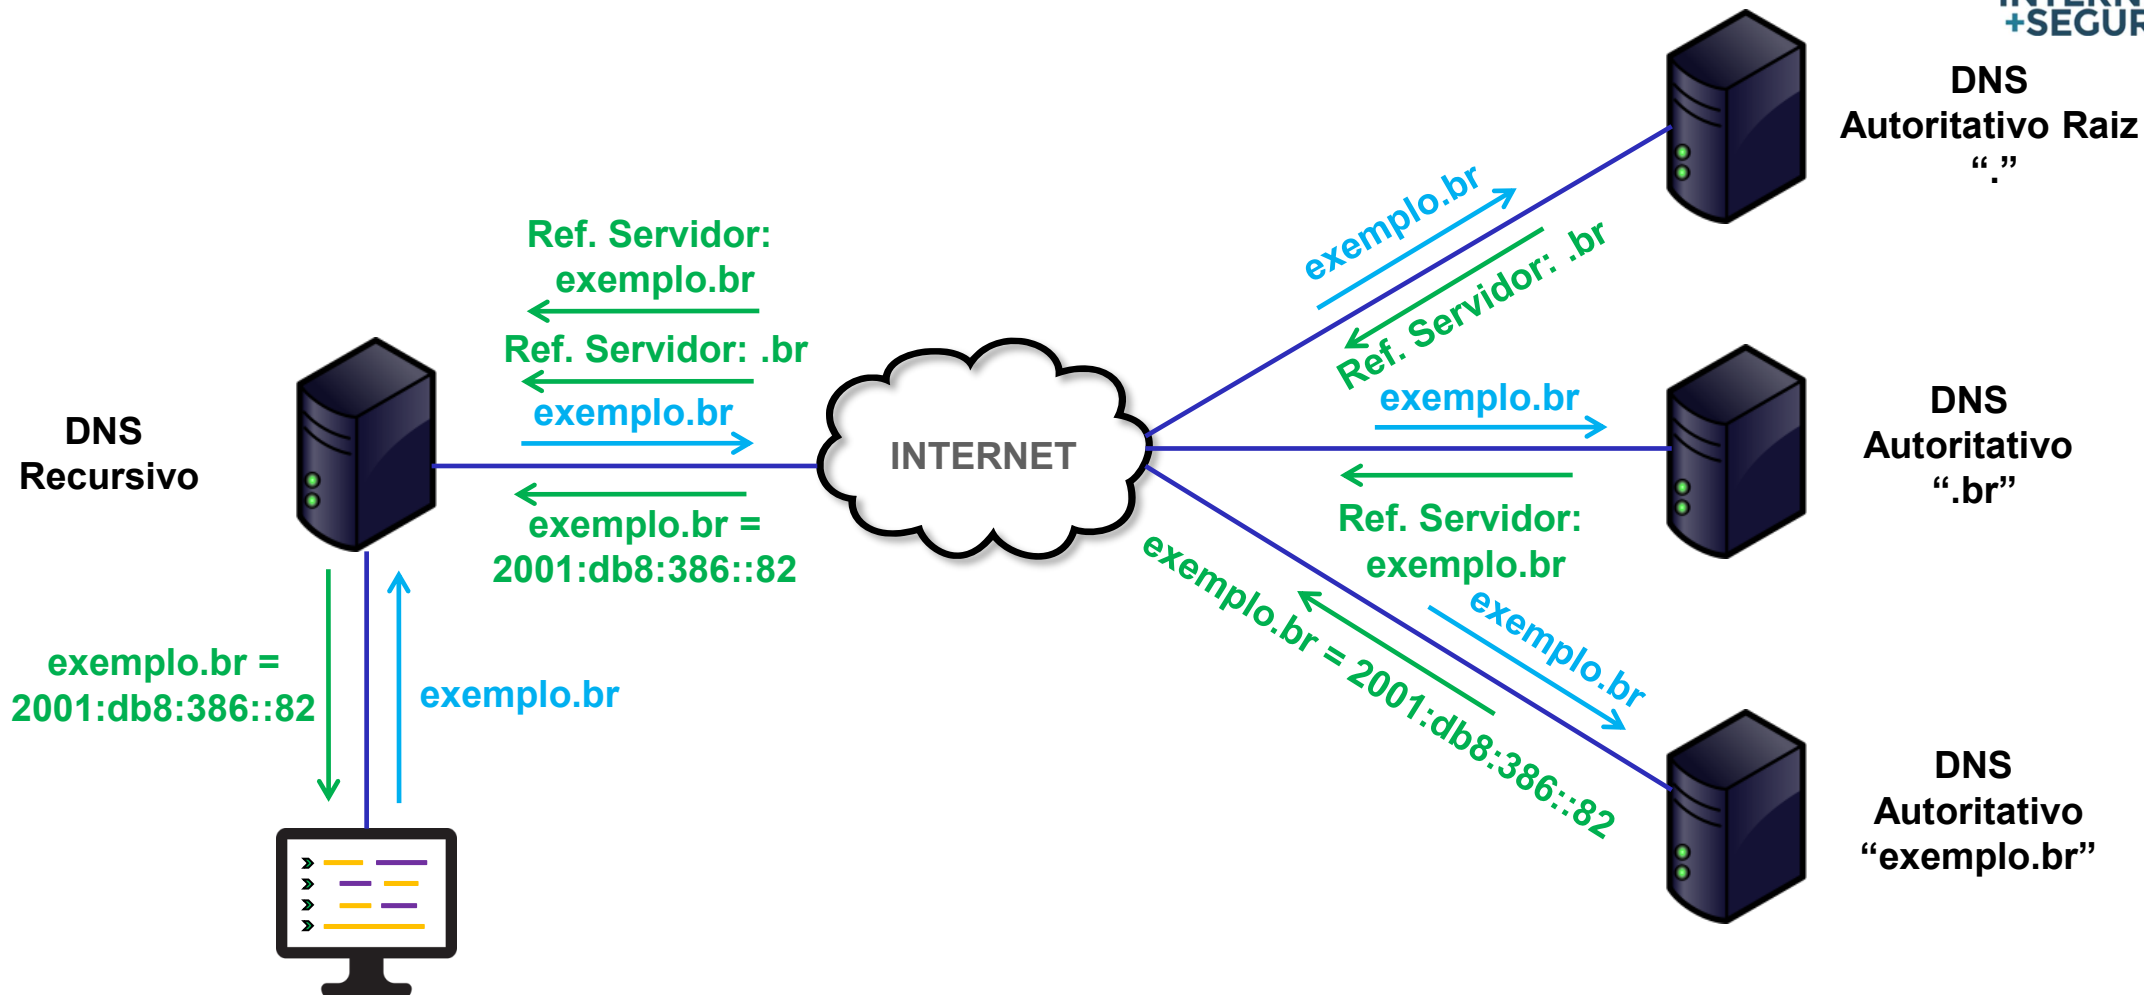 +SEGUR
DNS
Autoritativo Raiz
“.”
exemplo.br
Ref. Servidor: .br
Ref. Servidor:
exemplo.br
Ref. Servidor: .br
exemplo.br
INTERNET
exemplo.br =
2001:db8:386::82
DNS
Recursivo
exemplo.br
Ref. Servidor:
exemplo.br
DNS
Autoritativo
“.br”
exemplo.br
exemplo.br = 2001:db8:386::82
exemplo.br =
2001:db8:386::82
exemplo.br
DNS
Autoritativo
“exemplo.br”